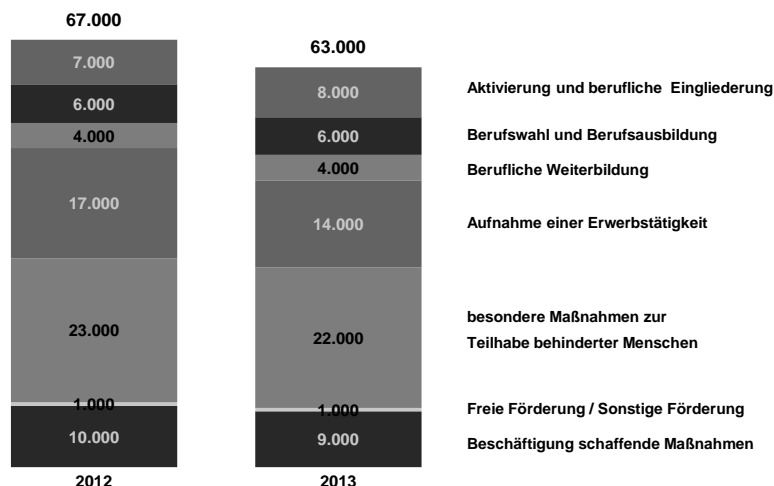 67.000
63.000
7.000
8.000
Aktivierung und berufliche Eingliederung
6.000
6.000
Berufswahl und Berufsausbildung
4.000
4.000
Berufliche Weiterbildung
17.000
14.000
Aufnahme einer Erwerbstätigkeit
23.000
22.000
besondere Maßnahmen zur
Teilhabe behinderter Menschen
1.000
1.000
Freie Förderung / Sonstige Förderung
10.000
9.000
Beschäftigung schaffende Maßnahmen
2012
2013